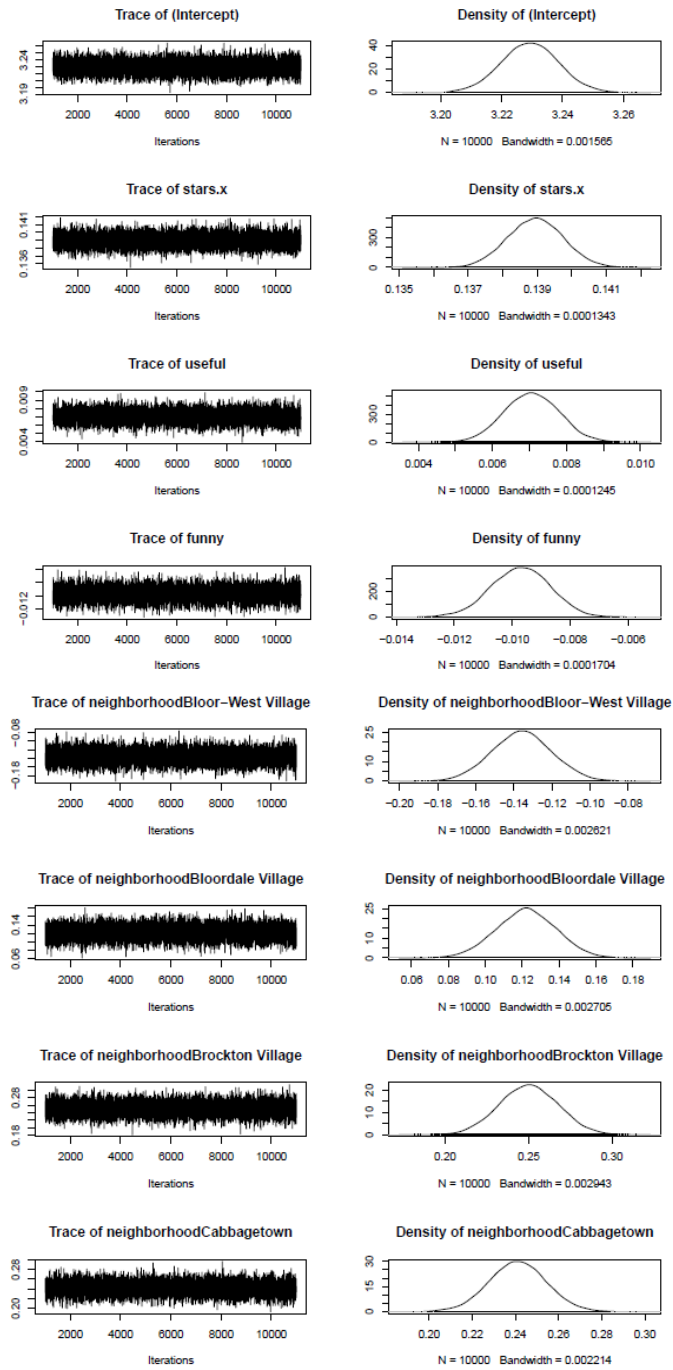 Trace of (Intercept)
3.19 3.24
2000 4000 6000 8000 10000
Iterations
Density of (Intercept)
0 20 40
3.20 3.22 3.24 3.26
N = 10000 Bandwidth = 0.001565
Trace of stars.x
0.136 0.141
2000 4000 6000 8000 10000
Iterations
Density of stars.x
0 300
0.135 0.137 0.139 0.141
N = 10000 Bandwidth = 0.0001343
Trace of useful
0.004 0.009
2000 4000 6000 8000 10000
Iterations
Density of useful
0 300
0.004 0.006 0.008 0.010
N = 10000 Bandwidth = 0.0001245
Trace of funny
−0.012
2000 4000 6000 8000 10000
Iterations
Density of funny
0 200
−0.014 −0.012 −0.010 −0.008 −0.006
N = 10000 Bandwidth = 0.0001704
Trace of neighborhoodBloor−West Village
−0.18 −0.08
2000 4000 6000 8000 10000
Iterations
Density of neighborhoodBloor−West Village
0 10 25
−0.20 −0.18 −0.16 −0.14 −0.12 −0.10 −0.08
N = 10000 Bandwidth = 0.002621
Trace of neighborhoodBloordale Village
0.06 0.14
2000 4000 6000 8000 10000
Iterations
Density of neighborhoodBloordale Village
0 10 25
0.06 0.08 0.10 0.12 0.14 0.16 0.18
N = 10000 Bandwidth = 0.002705
Trace of neighborhoodBrockton Village
0.18 0.28
2000 4000 6000 8000 10000
Iterations
Density of neighborhoodBrockton Village
0 10 20
0.20 0.25 0.30
N = 10000 Bandwidth = 0.002943
Trace of neighborhoodCabbagetown
0.20 0.28
2000 4000 6000 8000 10000
Iterations
Density of neighborhoodCabbagetown
0 15 30
0.20 0.22 0.24 0.26 0.28 0.30
N = 10000 Bandwidth = 0.002214